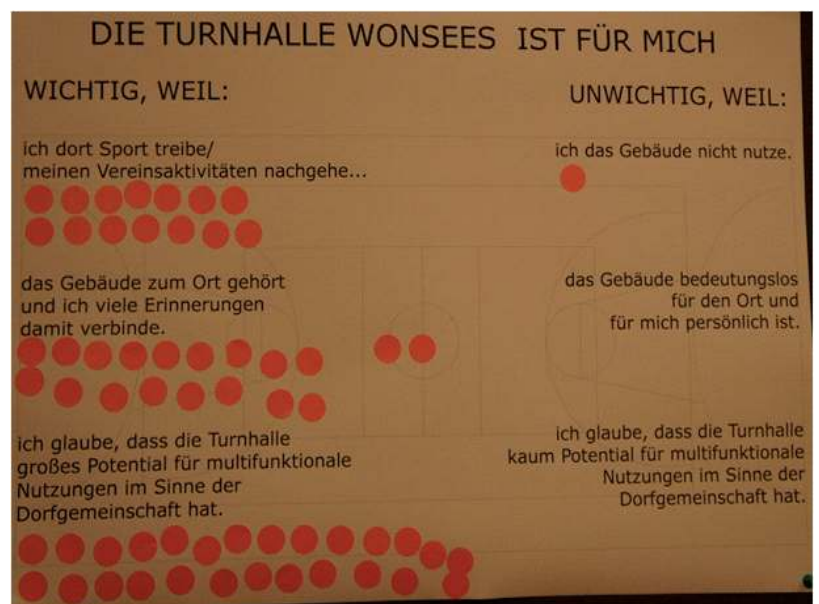 DIE TURNHALLE WONSEES IST FÜR MICH
WICHTIG, WEIL:
ich dort Sport treibe/
meinen Vereinsaktivitäten nachgehe...
das Gebäude zum Ort gehört
und ich viele Erinnerungen
damit verbinde.
ich glaube, dass die Turnhalle
großes Potential für multifunktionale
Nutzungen im Sinne der
Dorfgemeinschaft hat.
UNWICHTIG, WEIL:
ich das Gebäude nicht nutze.
das Gebäude bedeutungslos
für den Ort und
für mich persönlich ist.
ich glaube, dass die Turnhalle
kaum Potential für multifunktionale
Nutzungen im Sinne der
Dorfgemeinschaft hat.